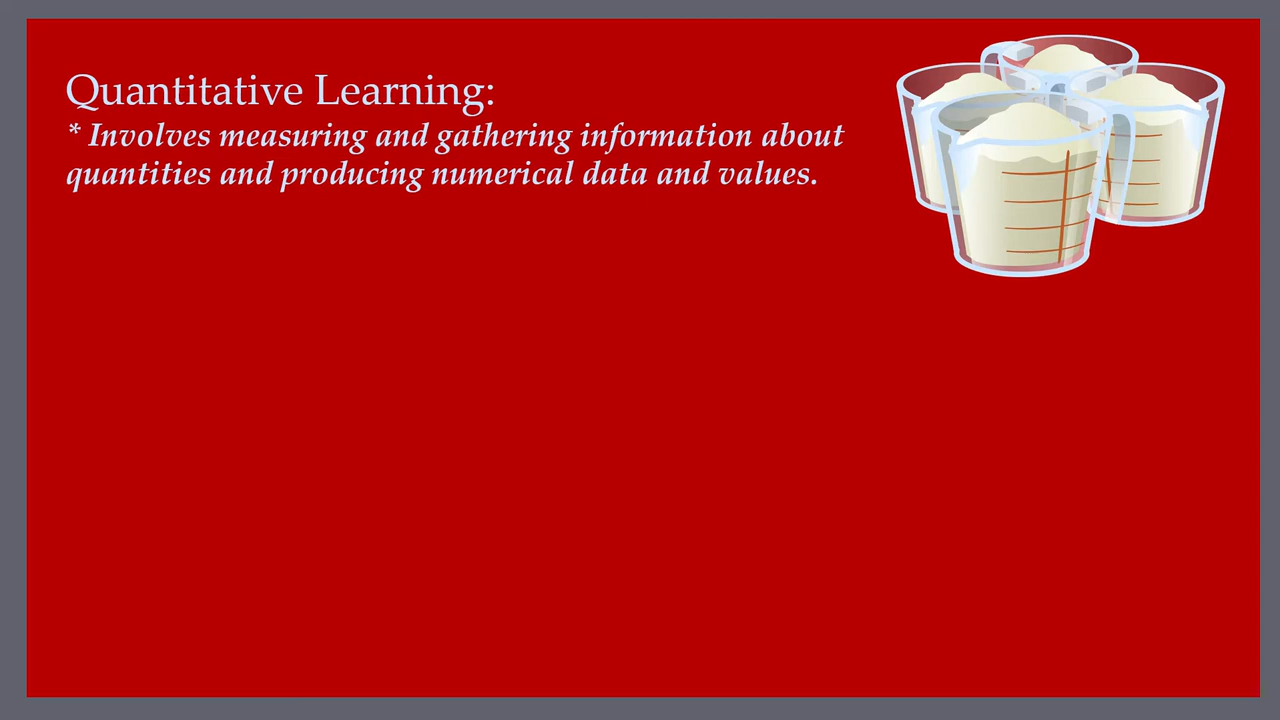 Quantitative Learning:
* Involves measuring and gathering information about
quantities and producing numerical data and values.